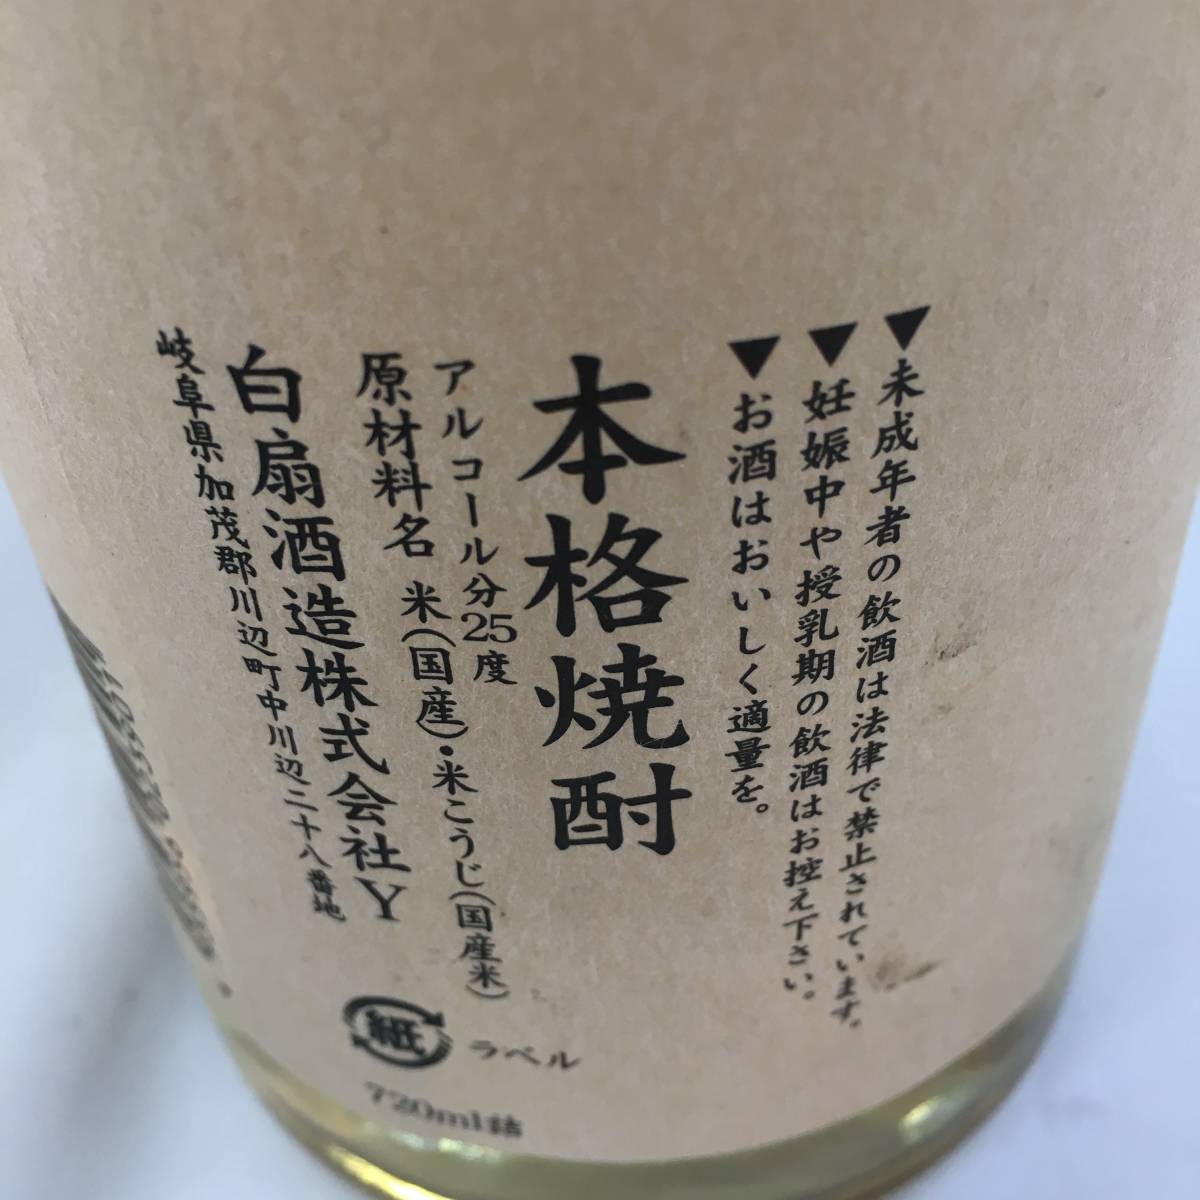 ▼未成年者の飲酒は法律で禁止されています。
▼妊娠中や授乳期の飲酒はお控え下さい。
▼お酒はおいしく適量を。
本格焼酎
アルコール分25度
原材料名 米(国産)・米こうじ(国産米)
白扇酒造株式会社Y
岐阜県加茂郡川辺町中川辺二十八番地
紙 ラベル
720ml詰